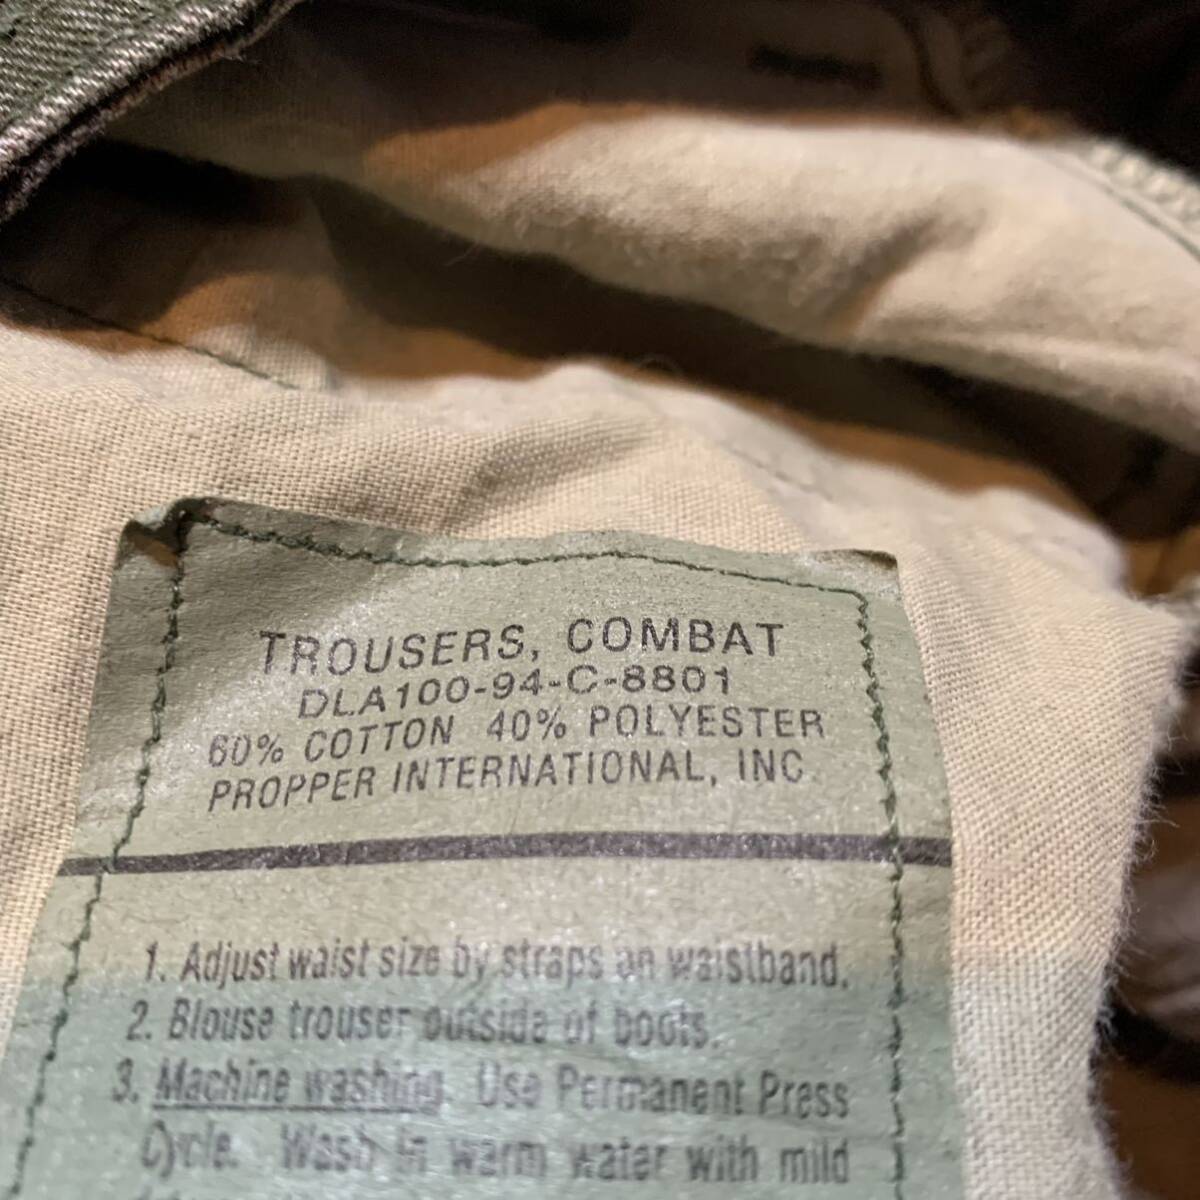 TROUSERS, COMBAT
DLA100-94-C-8801
60% COTTON 40% POLYESTER
PROPPER INTERNATIONAL, INC.
1. Adjust waist size by straps on waistband.
2. Blouse trouser outside of boots.
3. Machine washing. Use Permanent Press
Cycle. Wash in warm water with mild